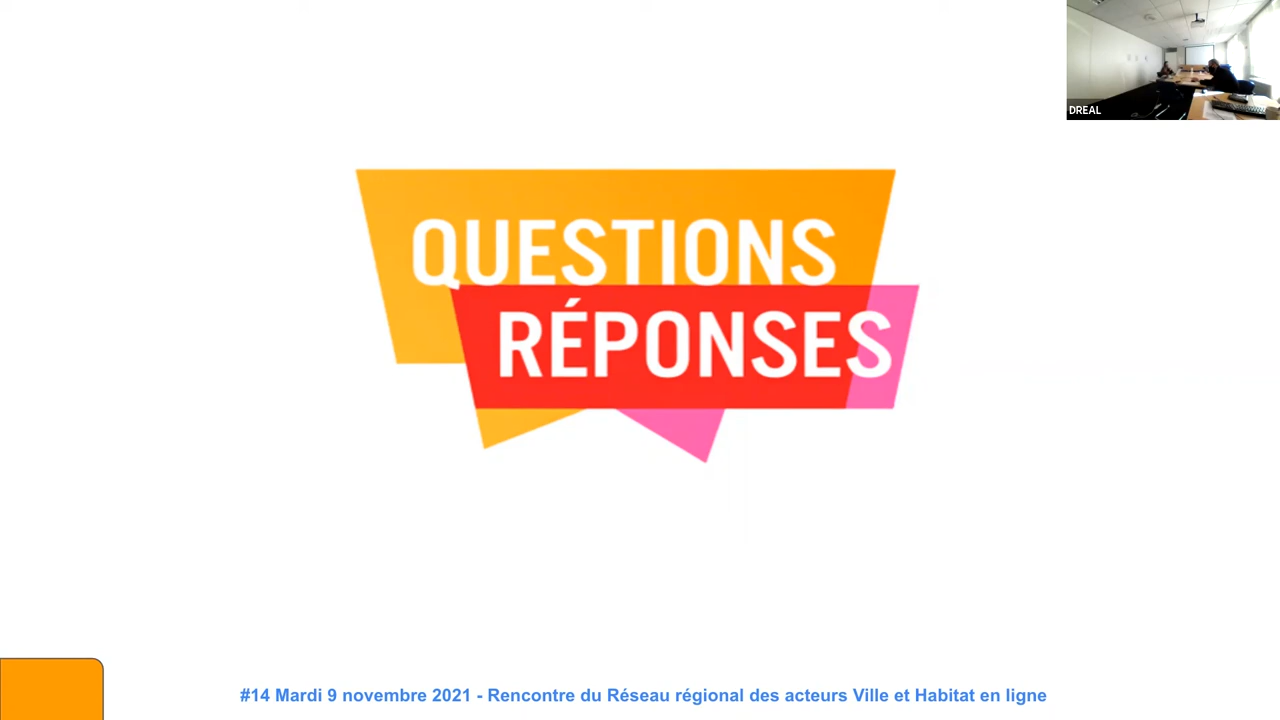 DREAL
QUESTIONS
RÉPONSES
#14 Mardi 9 novembre 2021 - Rencontre du Réseau régional des acteurs Ville et Habitat en ligne